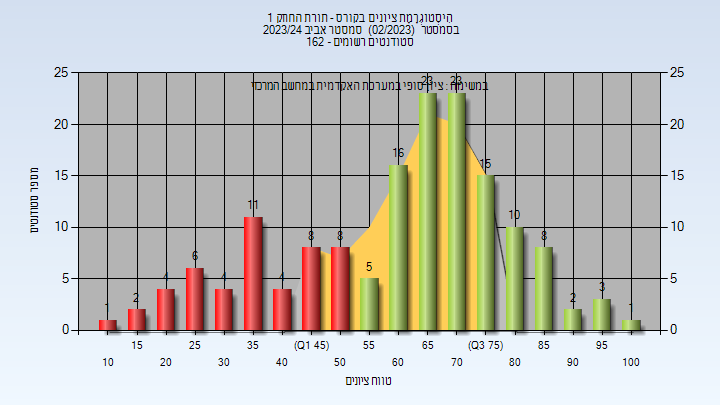 היסטוגרמת ציונים בקורס - תורת החוזק 1
בסמסטר (02/2023) סמסטר אביב 2023/24
סטודנטים רשומים - 162
במשימה : ציון סופי במערכת האקדמית במחשב המרכזי
מספר סטודנטים
25 25
20 20
15 15
10 10
5 5
0 0
1 2 4 6 4 11 4 8 8 5 16 23 23 15 10 8 2 3 1
15 25 35 (Q1 45) 55 65 (Q3 75) 85 95
10 20 30 40 50 60 70 80 90 100
טווח ציונים